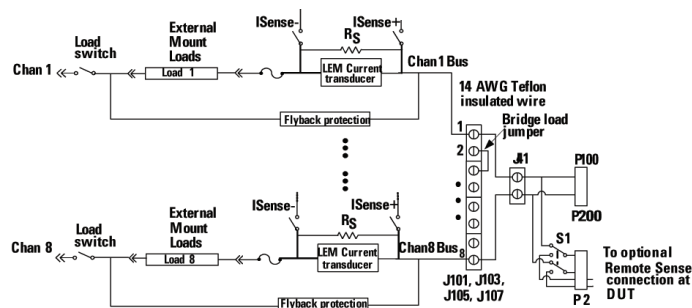 ISense-
ISense+
External
Mount
Loads
Load
switch
RS
Chan 1
Load 1
LEM Current
transducer
Chan 1 Bus
14 AWG Teflon
insulated wire
Flyback protection
Bridge load
jumper
1
2
J41
P100
P200
ISense-
ISense+
External
Mount
Loads
Load
switch
RS
Chan 8
Load 8
LEM Current
transducer
Chan8 Bus
8
S1
To optional
Remote Sense
connection at
DUT
J101, J103,
J105, J107
P2
Flyback protection